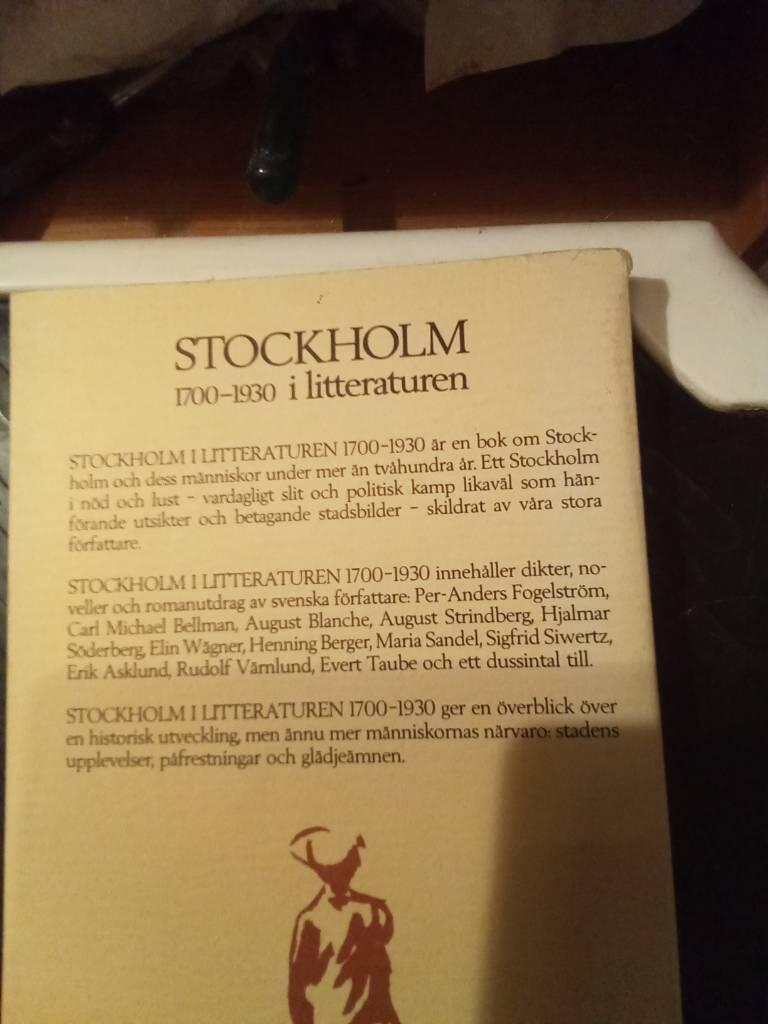 STOCKHOLM
1700–1930 i litteraturen
STOCKHOLM I LITTERATUREN 1700–1930 är en bok om Stock-
holm och dess människor under mer än tvåhundra år. Ett Stockholm
i nöd och lust – vardagligt slit och politisk kamp likaväl som hän-
förande utsikter och betagande stadsbilder – skildrat av våra stora
författare.
STOCKHOLM I LITTERATUREN 1700–1930 innehåller dikter, no-
veller och romanutdrag av svenska författare: Per-Anders Fogelström,
Carl Michael Bellman, August Blanche, August Strindberg, Hjalmar
Söderberg, Elin Wägner, Henning Berger, Maria Sandel, Sigfrid Siwertz,
Erik Asklund, Rudolf Värnlund, Evert Taube och ett dussintal till.
STOCKHOLM I LITTERATUREN 1700–1930 ger en överblick över
en historisk utveckling, men ännu mer människornas närvaro: stadens
upplevelser, påfrestningar och glädjeämnen.